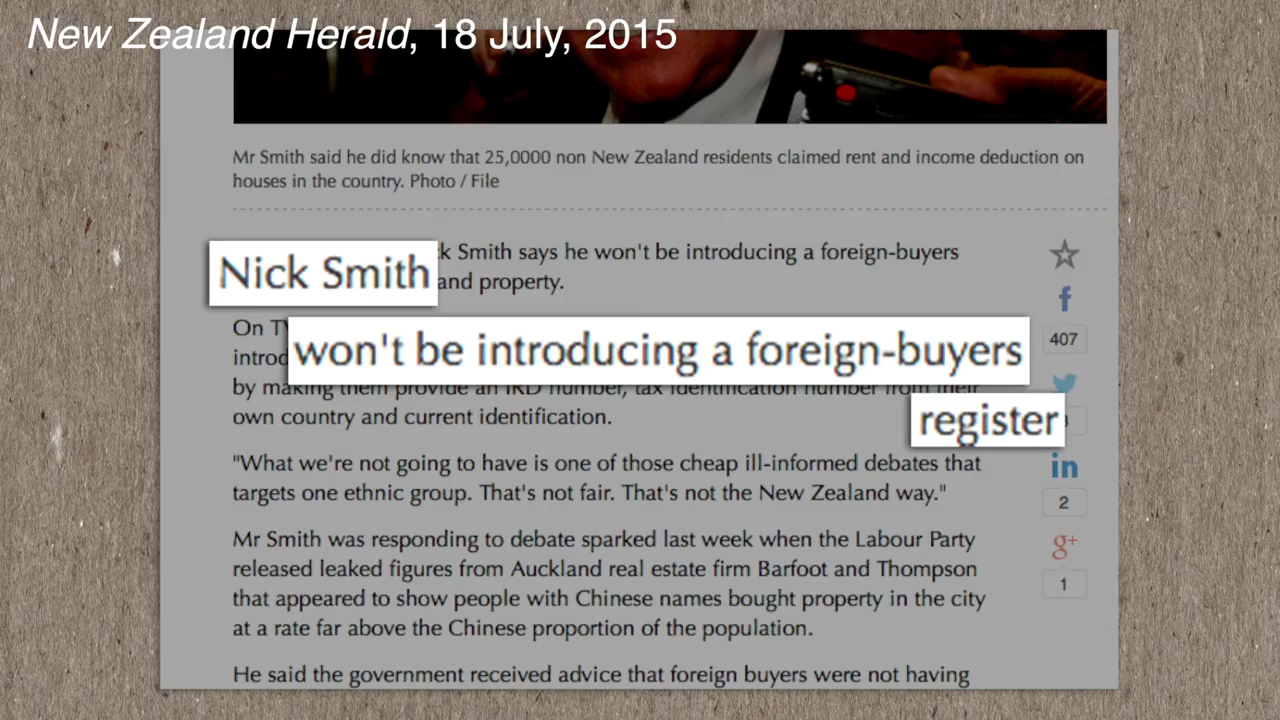 New Zealand Herald, 18 July, 2015
Mr Smith said he did know that 25,0000 non New Zealand residents claimed rent and income deduction on
houses in the country. Photo / File
k Smith says he won't be introducing a foreign-buyers
Nick Smith
and property.
On
won't be introducing a foreign-buyers
407
by making them provide an IRD number, tax identification number from their
own country and current identification.
register
"What we're not going to have is one of those cheap ill-informed debates that
in
targets one ethnic group. That's not fair. That's not the New Zealand way."
2
Mr Smith was responding to debate sparked last week when the Labour Party
g+
released leaked figures from Auckland real estate firm Barfoot and Thompson
1
that appeared to show people with Chinese names bought property in the city
at a rate far above the Chinese proportion of the population.
He said the government received advice that foreign buyers were not having